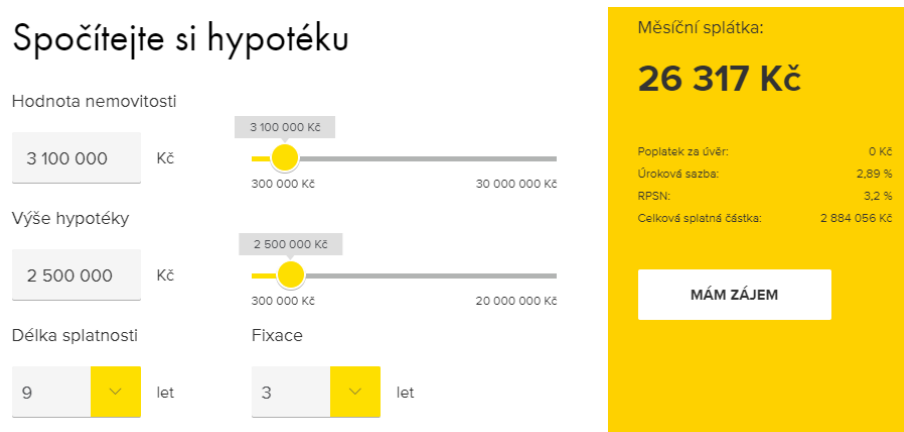 Spočítejte si hypotéku
Hodnota nemovitosti
3 100 000 Kč
3 100 000 Kč
300 000 Kč 30 000 000 Kč
Výše hypotéky
2 500 000 Kč
2 500 000 Kč
300 000 Kč 20 000 000 Kč
Délka splatnosti Fixace
9 let 3 let
Měsíční splátka:
26 317 Kč
Poplatek za úvěr: 0 Kč
Úroková sazba: 2,89 %
RPSN: 3,2 %
Celková splatná částka: 2 884 056 Kč
MÁM ZÁJEM